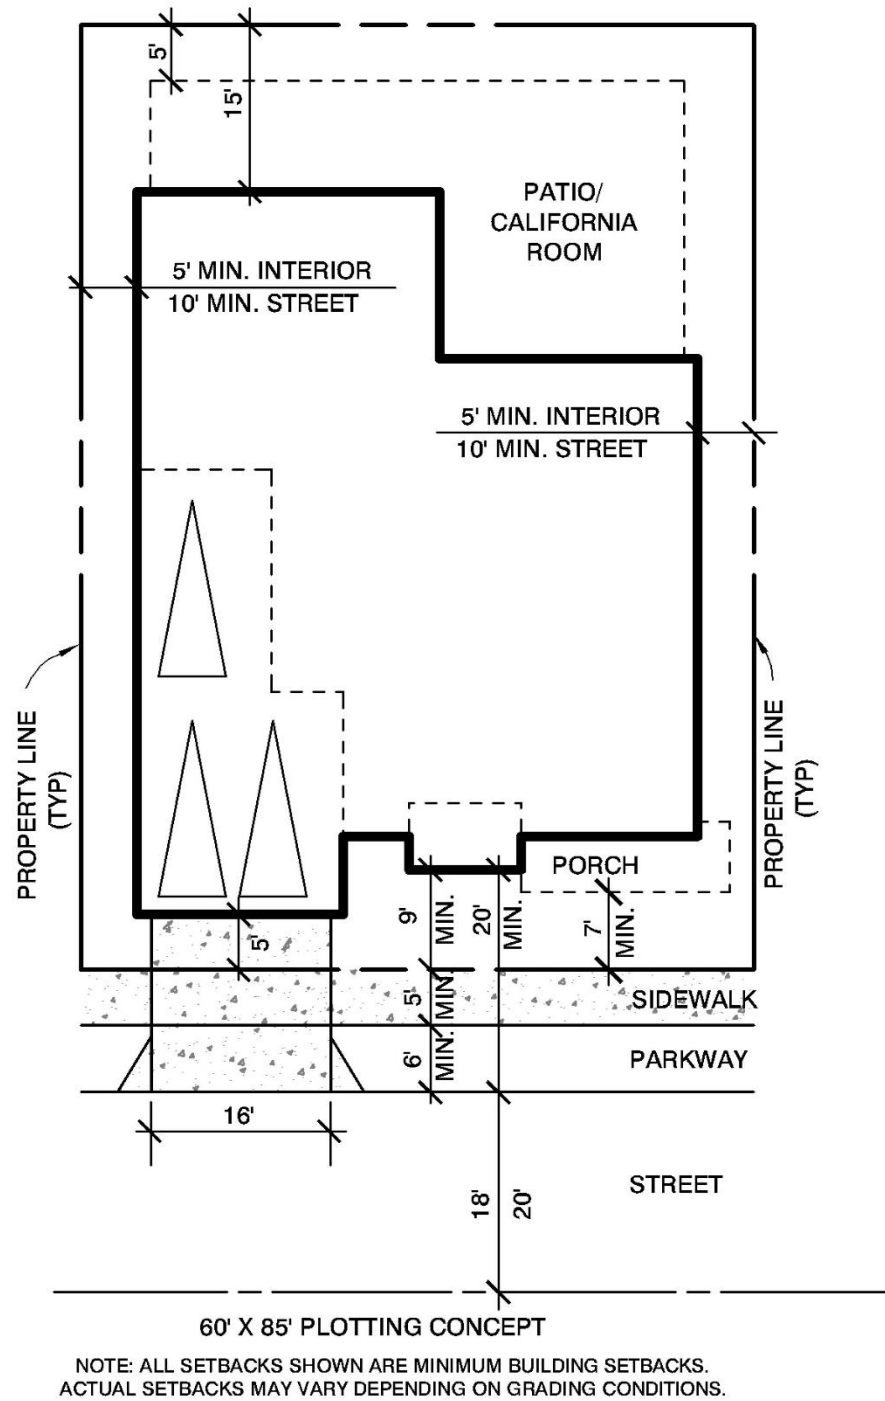 5'
15'
PATIO/
CALIFORNIA
ROOM
5' MIN. INTERIOR
10' MIN. STREET
5' MIN. INTERIOR
10' MIN. STREET
PROPERTY LINE
(TYP)
PROPERTY LINE
(TYP)
PORCH
5'
9'
MIN.
20'
MIN.
7'
MIN.
5'
MIN.
SIDEWALK
6'
MIN.
PARKWAY
16'
18'
20'
STREET
60' X 85' PLOTTING CONCEPT
NOTE: ALL SETBACKS SHOWN ARE MINIMUM BUILDING SETBACKS.
ACTUAL SETBACKS MAY VARY DEPENDING ON GRADING CONDITIONS.